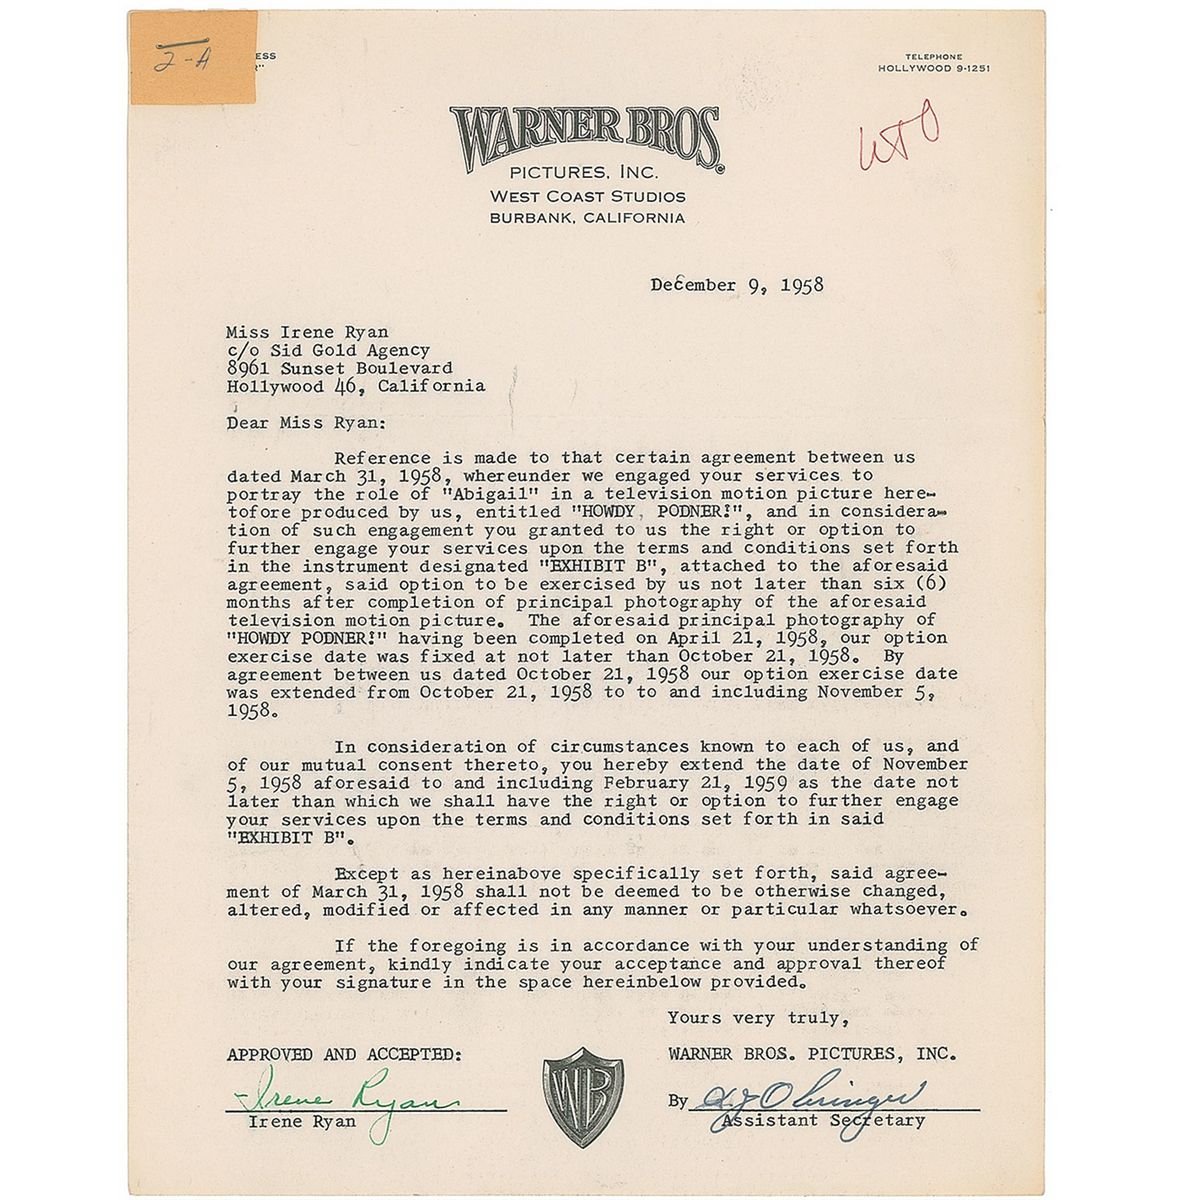 2-A
ESS
R"
TELEPHONE
HOLLYWOOD 9-1251
WARNER BROS.
PICTURES, INC.
WEST COAST STUDIOS
BURBANK, CALIFORNIA
December 9, 1958
Miss Irene Ryan
c/o Sid Gold Agency
8961 Sunset Boulevard
Hollywood 46, California
Dear Miss Ryan:
Reference is made to that certain agreement between us
dated March 31, 1958, whereunder we engaged your services to
portray the role of "Abigail" in a television motion picture here-
tofore produced by us, entitled "HOWDY, PODNER!", and in considera-
tion of such engagement you granted to us the right or option to
further engage your services upon the terms and conditions set forth
in the instrument designated "EXHIBIT B", attached to the aforesaid
agreement, said option to be exercised by us not later than six (6)
months after completion of principal photography of the aforesaid
television motion picture. The aforesaid principal photography of
"HOWDY PODNER!" having been completed on April 21, 1958, our option
exercise date was fixed at not later than October 21, 1958. By
agreement between us dated October 21, 1958 our option exercise date
was extended from October 21, 1958 to to and including November 5,
1958.
In consideration of circumstances known to each of us, and
of our mutual consent thereto, you hereby extend the date of November
5, 1958 aforesaid to and including February 21, 1959 as the date not
later than which we shall have the right or option to further engage
your services upon the terms and conditions set forth in said
"EXHIBIT B".
Except as hereinabove specifically set forth, said agree-
ment of March 31, 1958 shall not be deemed to be otherwise changed,
altered, modified or affected in any manner or particular whatsoever.
If the foregoing is in accordance with your understanding of
our agreement, kindly indicate your acceptance and approval thereof
with your signature in the space hereinbelow provided.
Yours very truly,
APPROVED AND ACCEPTED:
WARNER BROS. PICTURES, INC.
Irene Ryan
Irene Ryan
WB
By
Assistant Secretary